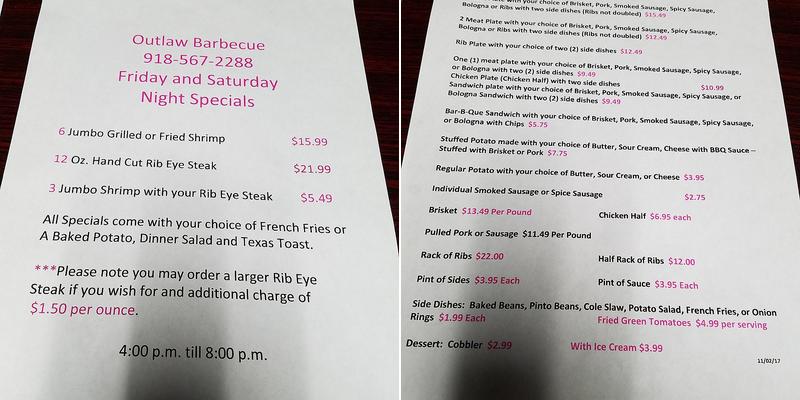 Outlaw Barbecue
918-567-2288
Friday and Saturday
Night Specials
6 Jumbo Grilled or Fried Shrimp $15.99
12 Oz. Hand Cut Rib Eye Steak $21.99
3 Jumbo Shrimp with your Rib Eye Steak $5.49
All Specials come with your choice of French Fries or
A Baked Potato, Dinner Salad and Texas Toast.
***Please note you may order a larger Rib Eye
Steak if you wish for and additional charge of
$1.50 per ounce.
4:00 p.m. till 8:00 p.m.
with your choice of Brisket, Pork, Smoked Sausage, Spicy Sausage,
Bologna or Ribs with two side dishes (Ribs not doubled) $15.49
2 Meat Plate with your choice of Brisket, Pork, Smoked Sausage, Spicy Sausage,
Bologna or Ribs with two side dishes (Ribs not doubled) $12.49
Rib Plate with your choice of two (2) side dishes $12.49
One (1) meat plate with your choice of Brisket, Pork, Smoked Sausage, Spicy Sausage,
or Bologna with two (2) side dishes $9.49
Chicken Plate (Chicken Half) with two side dishes $10.99
Sandwich plate with your choice of Brisket, Pork, Smoked Sausage, Spicy Sausage, or
Bologna Sandwich with two (2) side dishes $9.49
Bar-B-Que Sandwich with your choice of Brisket, Pork, Smoked Sausage, Spicy Sausage,
or Bologna with Chips $5.75
Stuffed Potato made with your choice of Butter, Sour Cream, Cheese with BBQ Sauce –
Stuffed with Brisket or Pork $7.75
Regular Potato with your choice of Butter, Sour Cream, or Cheese $3.95
Individual Smoked Sausage or Spice Sausage $2.75
Brisket $13.49 Per Pound Chicken Half $6.95 each
Pulled Pork or Sausage $11.49 Per Pound
Rack of Ribs $22.00 Half Rack of Ribs $12.00
Pint of Sides $3.95 Each Pint of Sauce $3.95 Each
Side Dishes: Baked Beans, Pinto Beans, Cole Slaw, Potato Salad, French Fries, or Onion
Rings $1.99 Each Fried Green Tomatoes $4.99 per serving
Dessert: Cobbler $2.99 With Ice Cream $3.99
11/02/17